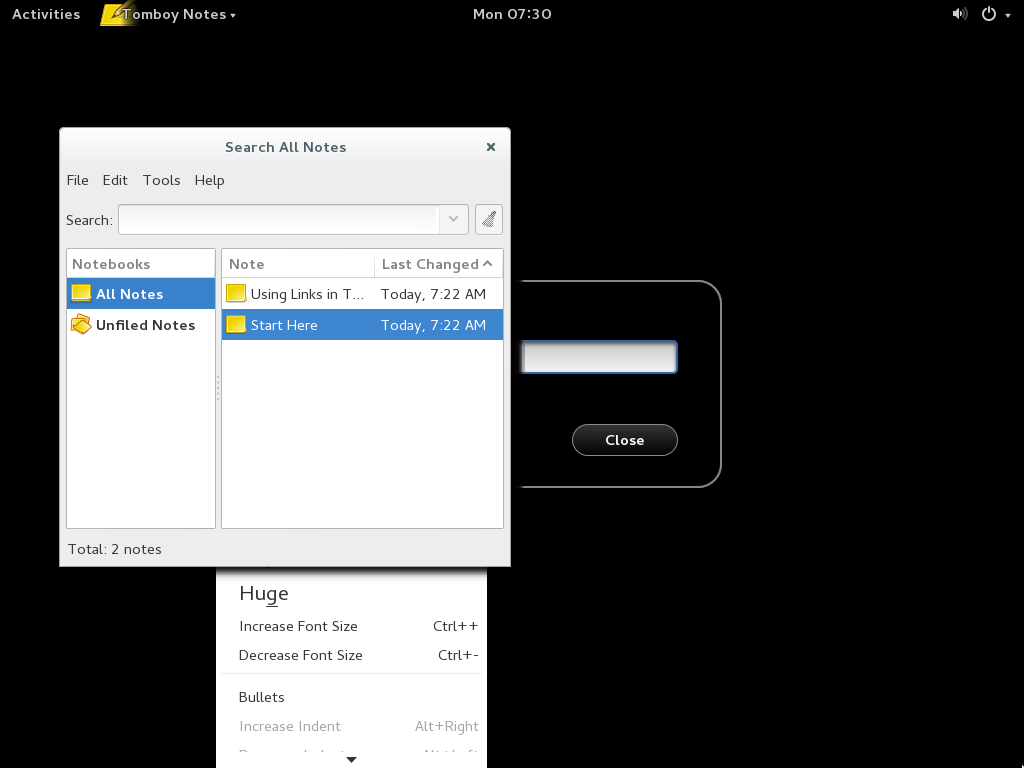 Activities Tomboy Notes Mon 07:30
Search All Notes
File Edit Tools Help
Search:
Notebooks Note Last Changed
All Notes Using Links in T... Today, 7:22 AM
Unfiled Notes Start Here Today, 7:22 AM
Close
Total: 2 notes
Huge
Increase Font Size Ctrl++
Decrease Font Size Ctrl+-
Bullets
Increase Indent Alt+Right